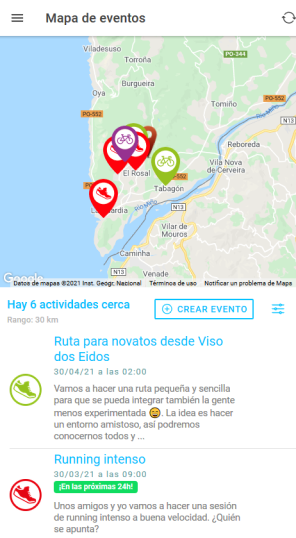 Mapa de eventos
Viladesuso
PO-344
Torroña
Burgueira
Oya
PO-552
PO-552
Tomiño
N13
Reboreda
Vila Nova
de Cerveira
El Rosal
PO-552
Tabagón
N13
Río Miño
Vilar de
Mouros
Caminha
N13
Venade
Google
Datos de mapas ©2021 Inst. Geogr. Nacional
Términos de uso
Notificar un problema de Maps
Hay 6 actividades cerca
Rango: 30 km
CREAR EVENTO
Ruta para novatos desde Viso
dos Eidos
30/04/21 a las 02:00
Vamos a hacer una ruta pequeña y sencilla
para que se pueda integrar también la gente
menos experimentada 😅. La idea es hacer
un entorno amistoso, así podremos
conocernos todos y ...
Running intenso
30/03/21 a las 09:00
¡En las próximas 24h!
Unos amigos y yo vamos a hacer una sesión
de running intenso a buena velocidad. ¿Quién
se apunta?